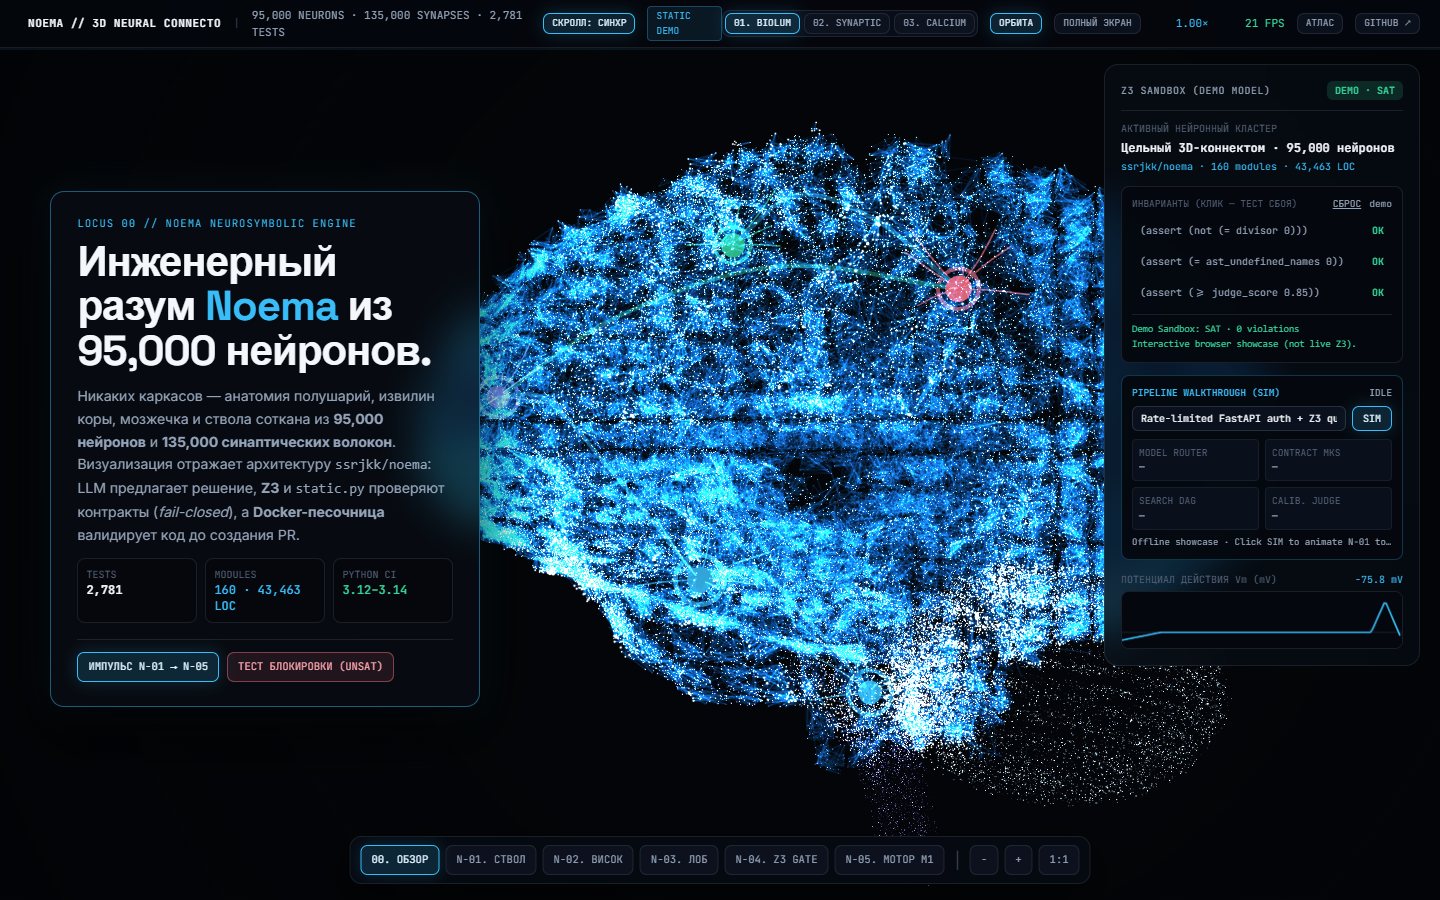 NOEMA // 3D NEURAL CONNECTO
95,000 NEURONS · 135,000 SYNAPSES · 2,781
TESTS
СКРОЛЛ: СИНХР
STATIC
DEMO
01. BIOLUM
02. SYNAPTIC
03. CALCIUM
ОРБИТА
ПОЛНЫЙ ЭКРАН
1.00×
21 FPS
АТЛАС
GITHUB ↗
LOCUS 00 // NOEMA NEUROSYMBOLIC ENGINE
Инженерный
разум Noema из
95,000 нейронов.
Никаких каркасов — анатомия полушарий, извилин
коры, мозжечка и ствола соткана из 95,000
нейронов и 135,000 синаптических волокон.
Визуализация отражает архитектуру ssrjkk/noema:
LLM предлагает решение, Z3 и static.py проверяют
контракты (fail-closed), а Docker-песочница
валидирует код до создания PR.
TESTS
2,781
MODULES
160 · 43,463
LOC
PYTHON CI
3.12–3.14
ИМПУЛЬС N-01 → N-05
ТЕСТ БЛОКИРОВКИ (UNSAT)
Z3 SANDBOX (DEMO MODEL)
DEMO · SAT
АКТИВНЫЙ НЕЙРОННЫЙ КЛАСТЕР
Цельный 3D-коннектом · 95,000 нейронов
ssrjkk/noema · 160 modules · 43,463 LOC
ИНВАРИАНТЫ (КЛИК — ТЕСТ СБОЯ)
СБРОС demo
(assert (not (= divisor 0)))
OK
(assert (= ast_undefined_names 0))
OK
(assert (≥ judge_score 0.85))
OK
Demo Sandbox: SAT · 0 violations
Interactive browser showcase (not live Z3).
PIPELINE WALKTHROUGH (SIM)
IDLE
Rate-limited FastAPI auth + Z3 qu
SIM
MODEL ROUTER
—
CONTRACT MKS
—
SEARCH DAG
—
CALIB. JUDGE
—
Offline showcase · Click SIM to animate N-01 to…
ПОТЕНЦИАЛ ДЕЙСТВИЯ Vm (mV)
-75.8 mV
00. ОБЗОР
N-01. СТВОЛ
N-02. ВИСОК
N-03. ЛОБ
N-04. Z3 GATE
N-05. МОТОР M1
-
+
1:1